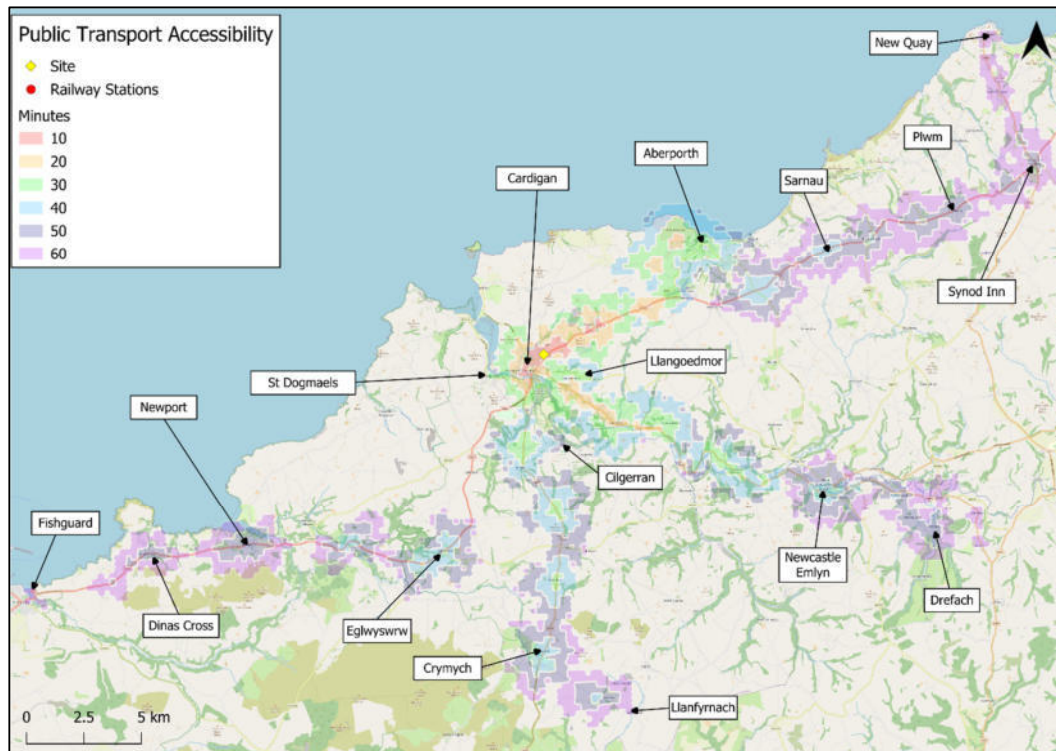 Public Transport Accessibility
Site
Railway Stations
Minutes
10
20
30
40
50
60
New Quay
Plwm
Aberporth
Sarnau
Cardigan
Synod Inn
Llangoedmor
St Dogmaels
Newport
Cilgerran
Fishguard
Newcastle
Emlyn
Drefach
Dinas Cross
Eglwyswrw
Crymych
Llanfyrnach
0 2.5 5 km